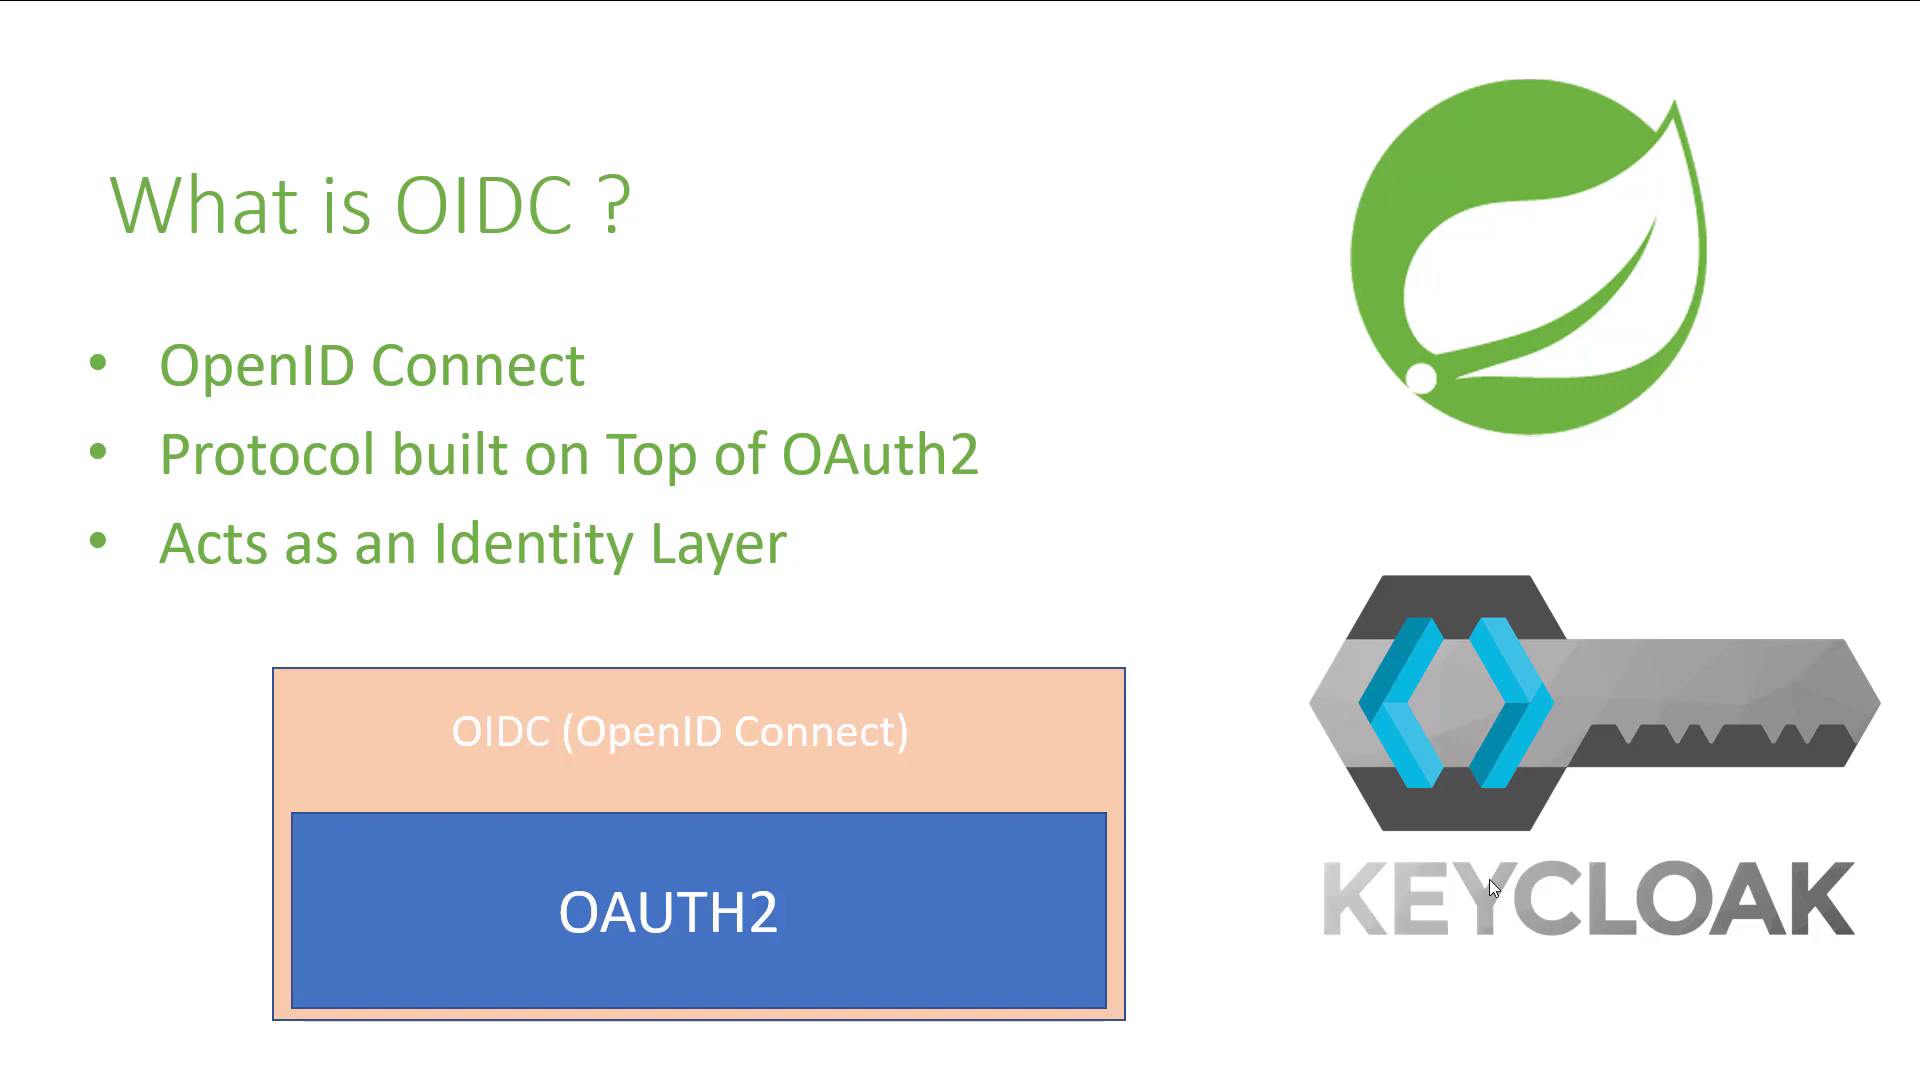 What is OIDC ?
• OpenID Connect
• Protocol built on Top of OAuth2
• Acts as an Identity Layer
OIDC (OpenID Connect)
OAUTH2
KEYCLOAK